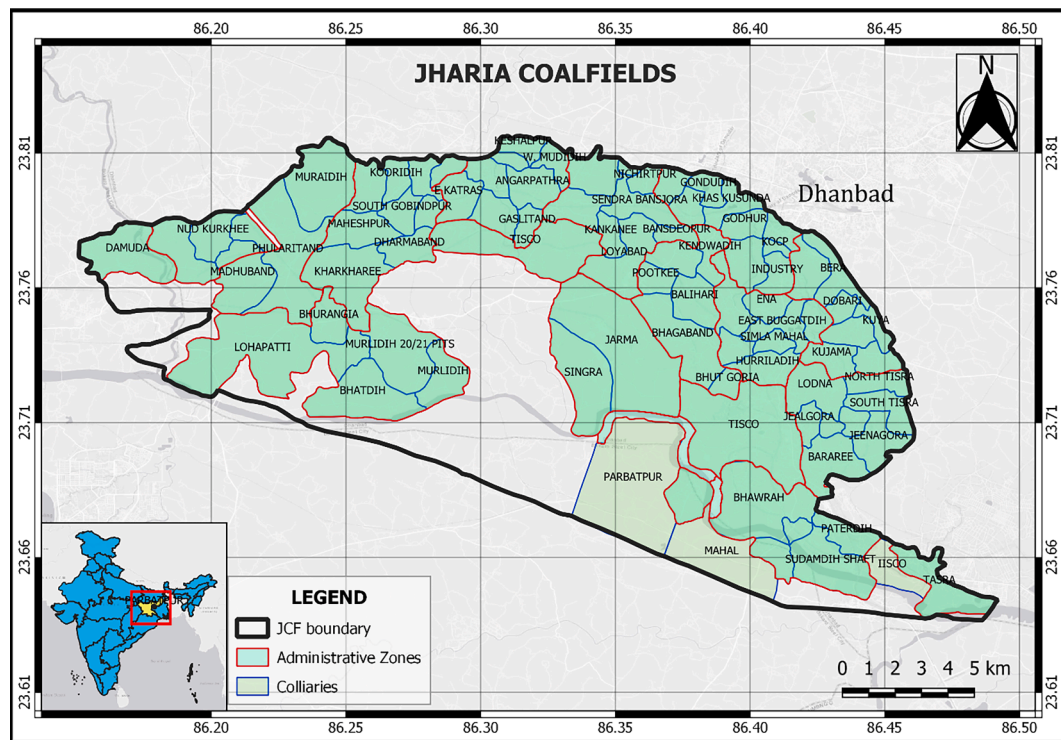 86.20 86.25 86.30 86.35 86.40 86.45 86.50
JHARIA COALFIELDS
N
23.81 23.81
KESHALPUR
W. MUDIDIH
MURAIDIH
KOORIDIH
ANGARPATHRA
NICHIRTPUR
GONDUDIH
E.KATRAS
SENDRA BANSJORA
KHAS KUSUNDA
Dhanbad
SOUTH GOBINDPUR
GASLITAND
GODHUR
NUD KURKHEE
MAHESHPUR
KANKANEE
BANSDEOPUR
DAMUDA
PHULARITAND
DHARMABAND
TISCO
LOYABAD
KENDWADIH
KOCP
MADHUBAND
KHARKHAREE
POOTKEE
INDUSTRY
BERA
23.76 23.76
BALIHARI
ENA
DOBARI
BHURANGIA
EAST BUGGATDIH
KUYA
LOHAPATTI
MURLIDIH 20/21 PITS
JARMA
BHAGABAND
SIMLA MAHAL
KUJAMA
MURLIDIH
SINGRA
HURRILADIH
BHATDIH
BHUT GORIA
LODNA
NORTH TISRA
SOUTH TISRA
23.71 23.71
TISCO
JEALGORA
JEENAGORA
BARAREE
PARBATPUR
BHAWRAH
PATERDIH
23.66 23.66
MAHAL
SUDAMDIH SHAFT
IISCO
TASRA
LEGEND
JCF boundary
Administrative Zones
Colliaries
0 1 2 3 4 5 km
23.61 23.61
86.20 86.25 86.30 86.35 86.40 86.45 86.50